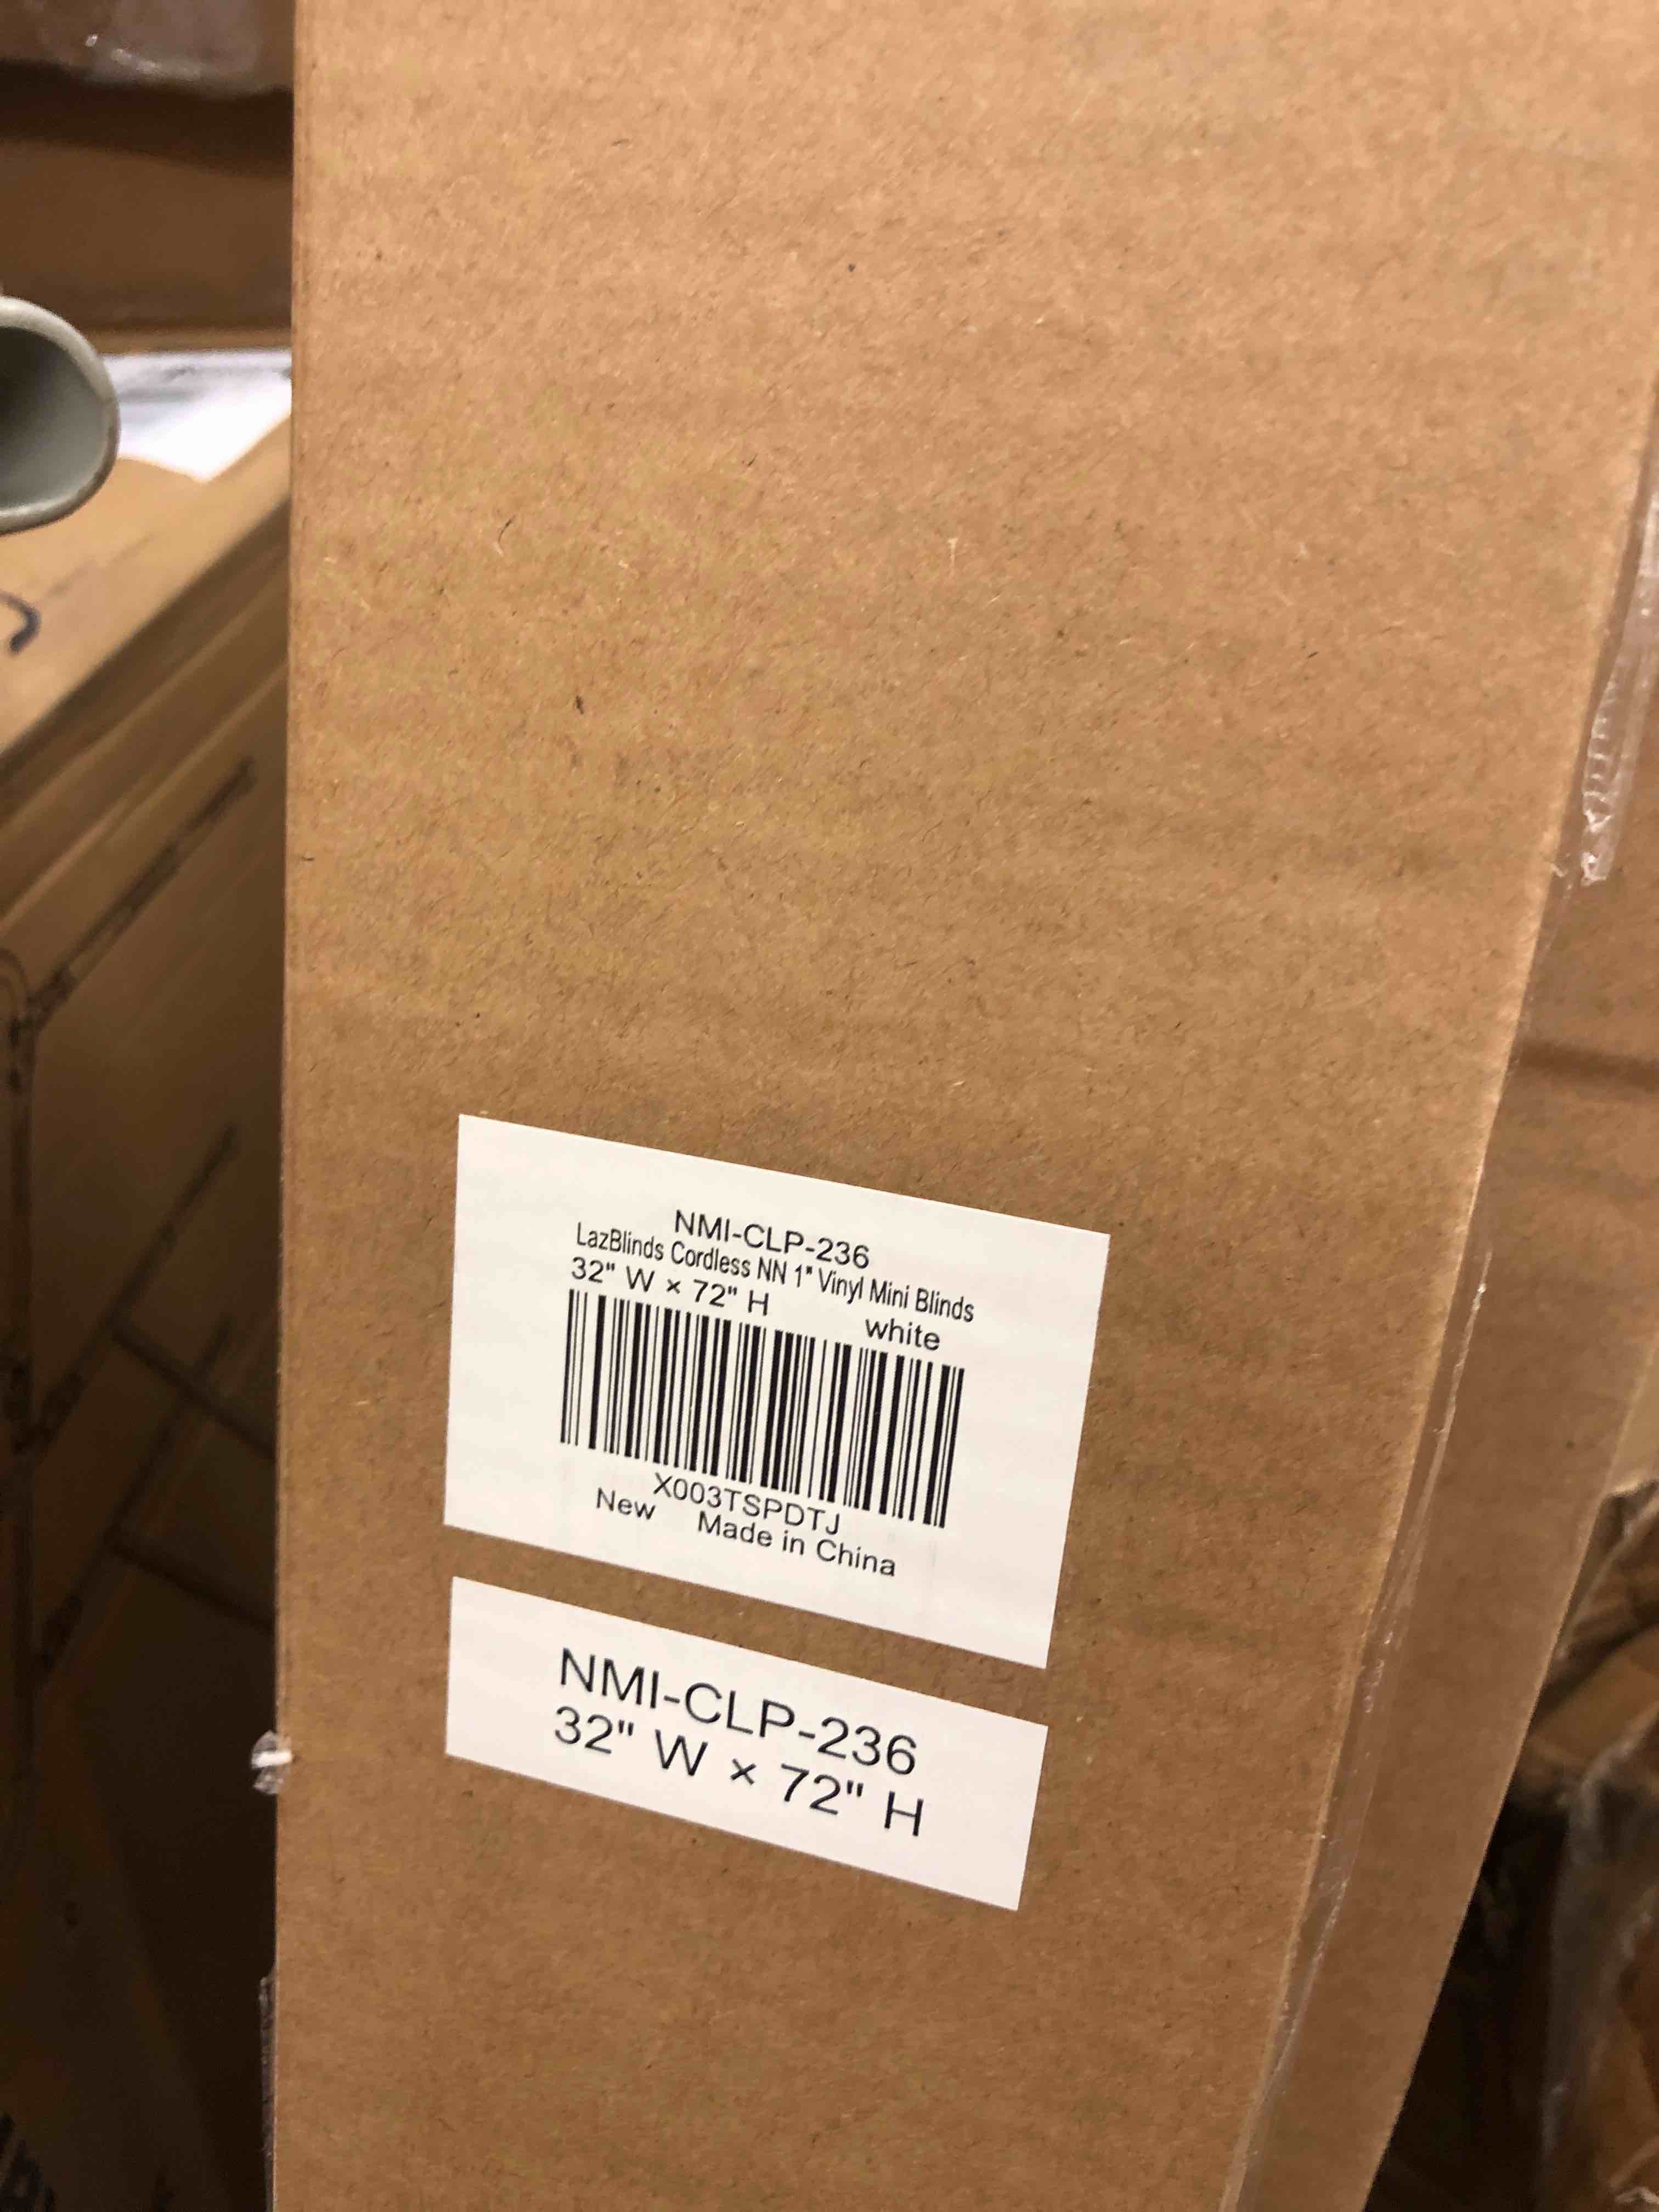 NMI-CLP-236
LazBlinds Cordless NN 1" Vinyl Mini Blinds
32" W × 72" H
white
X003TSPDTJ
New Made in China
NMI-CLP-236
32" W × 72" H